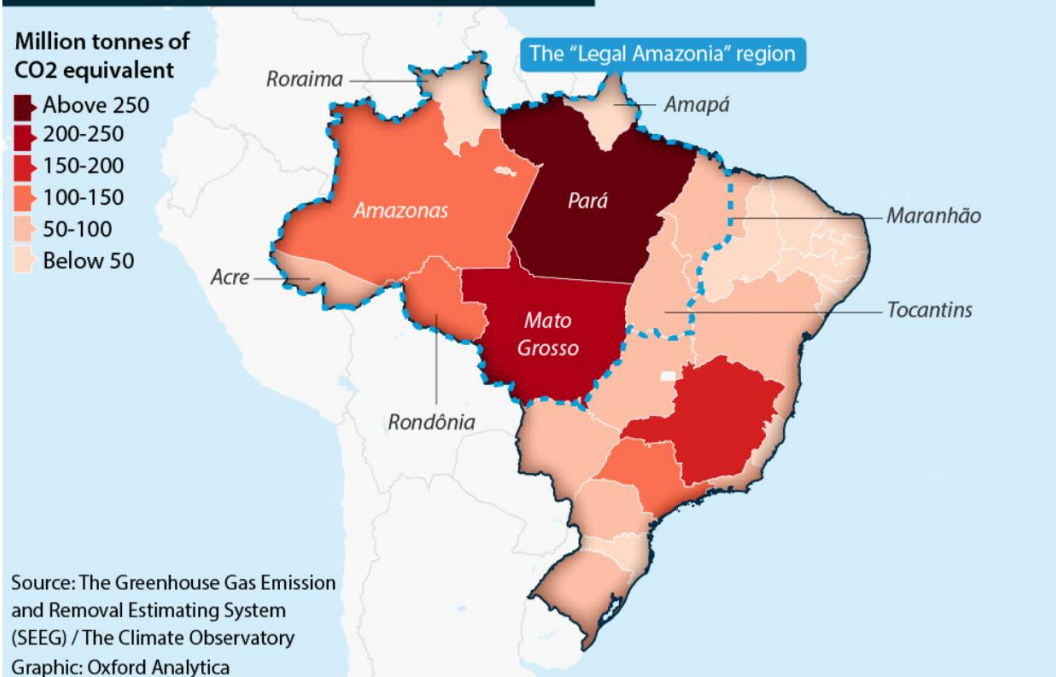 Million tonnes of
CO2 equivalent
Above 250
200-250
150-200
100-150
50-100
Below 50
The “Legal Amazonia” region
Roraima
Amapá
Amazonas
Pará
Maranhão
Acre
Tocantins
Mato
Grosso
Rondônia
Source: The Greenhouse Gas Emission
and Removal Estimating System
(SEEG) / The Climate Observatory
Graphic: Oxford Analytica